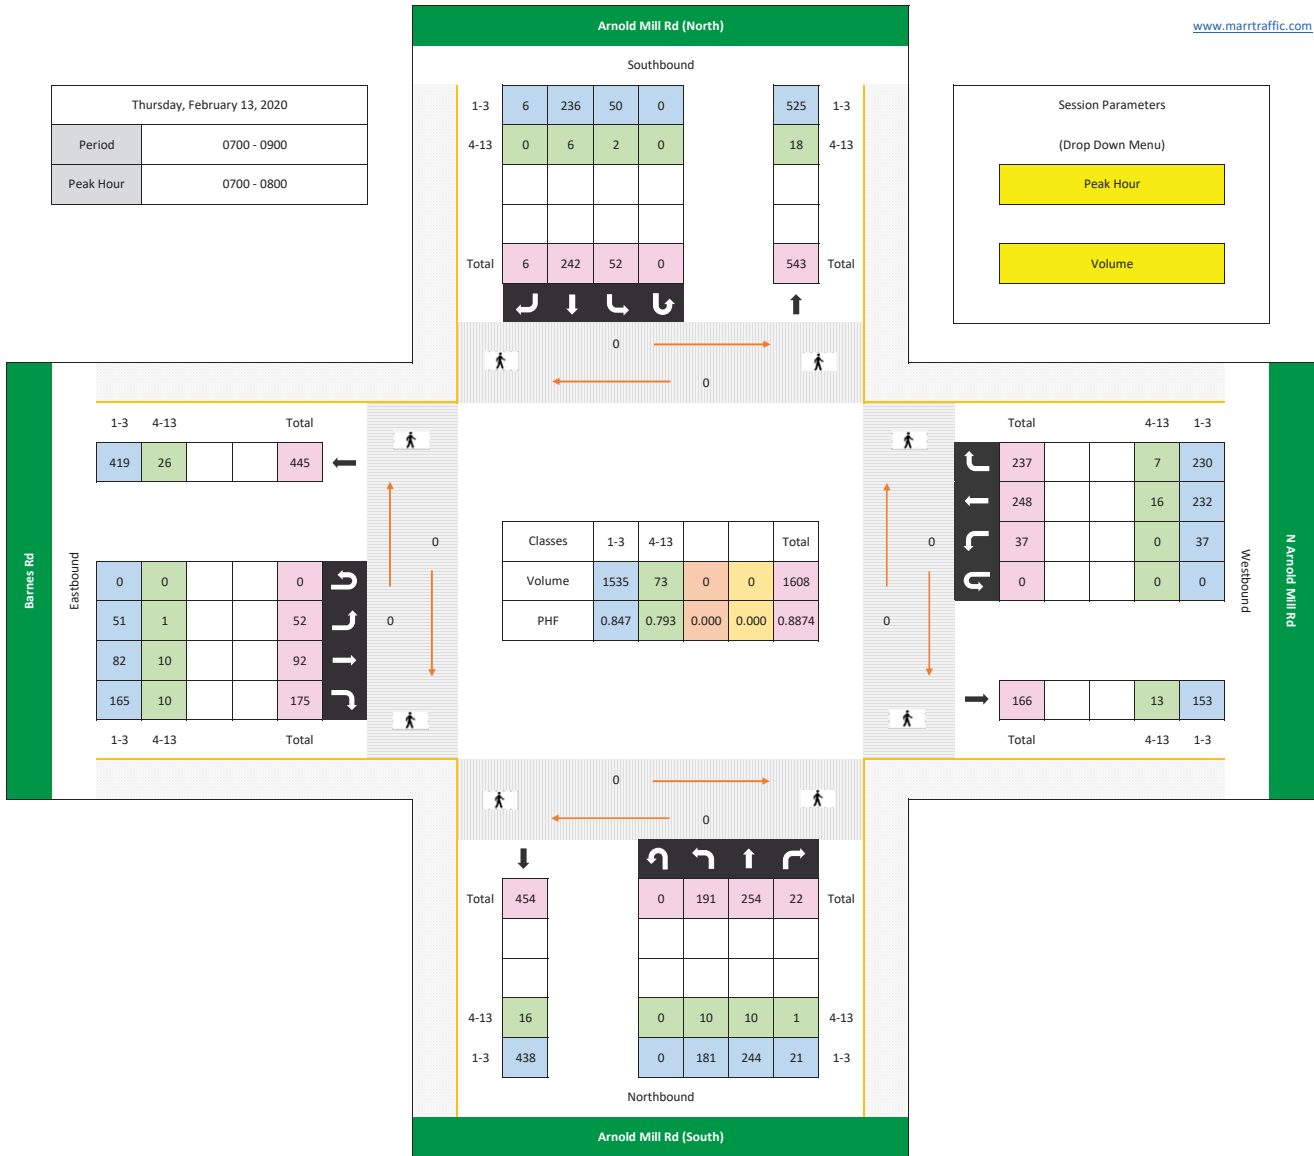 Arnold Mill Rd (North)
www.marrtraffic.com
Southbound
Thursday, February 13, 2020
Period 0700 - 0900
Peak Hour 0700 - 0800
1-3 6 236 50 0 525 1-3
4-13 0 6 2 0 18 4-13
Total 6 242 52 0 543 Total
Session Parameters
(Drop Down Menu)
Peak Hour
Volume
0
0
1-3 4-13 Total
419 26 445
Barnes Rd
Eastbound
0 0 0
51 1 52
82 10 92
165 10 175
1-3 4-13 Total
0
0
Classes 1-3 4-13 Total
Volume 1535 73 0 0 1608
PHF 0.847 0.793 0.000 0.000 0.8874
0
0
Total 4-13 1-3
237 7 230
248 16 232
37 0 37
0 0 0
Westbound
N Arnold Mill Rd
166 13 153
Total 4-13 1-3
0
0
Total 454 0 191 254 22 Total
4-13 16 0 10 10 1 4-13
1-3 438 0 181 244 21 1-3
Northbound
Arnold Mill Rd (South)